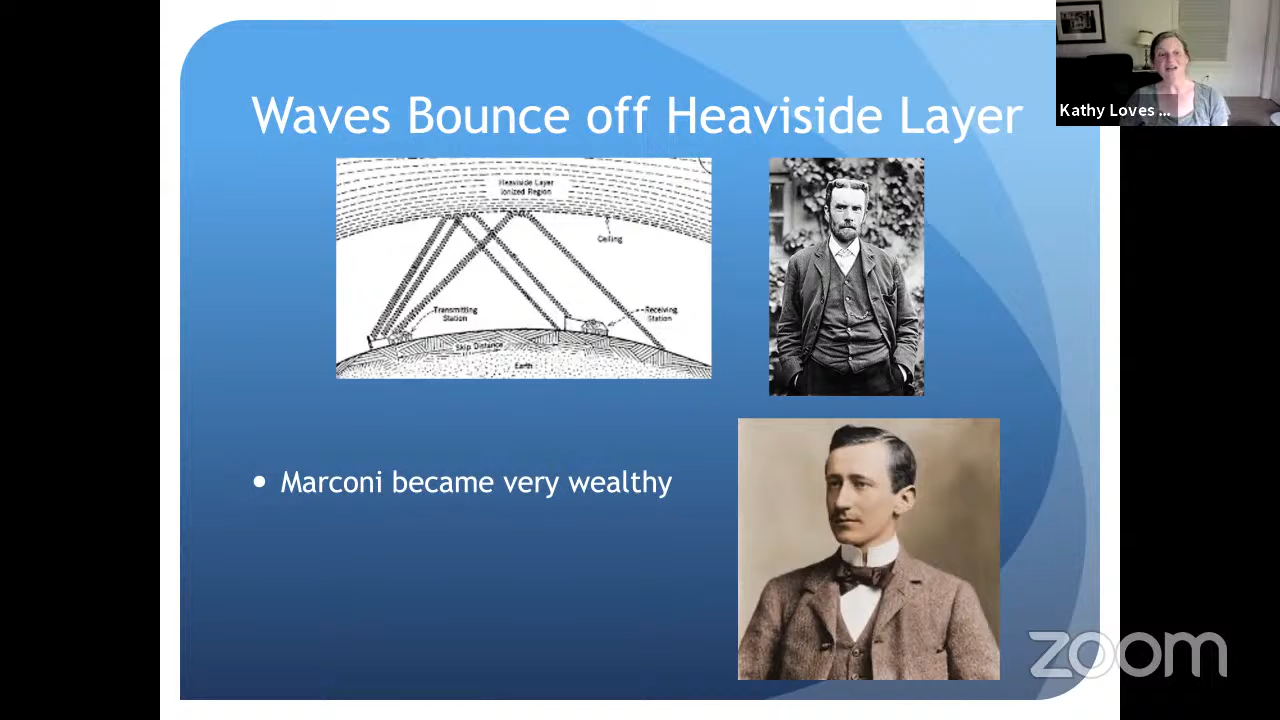 Waves Bounce off Heaviside Layer
Kathy Loves ...
Heaviside Layer
Ionized Region
Ceiling
Transmitting
Station
Receiving
Station
Skip Distance
Earth
• Marconi became very wealthy
zoom